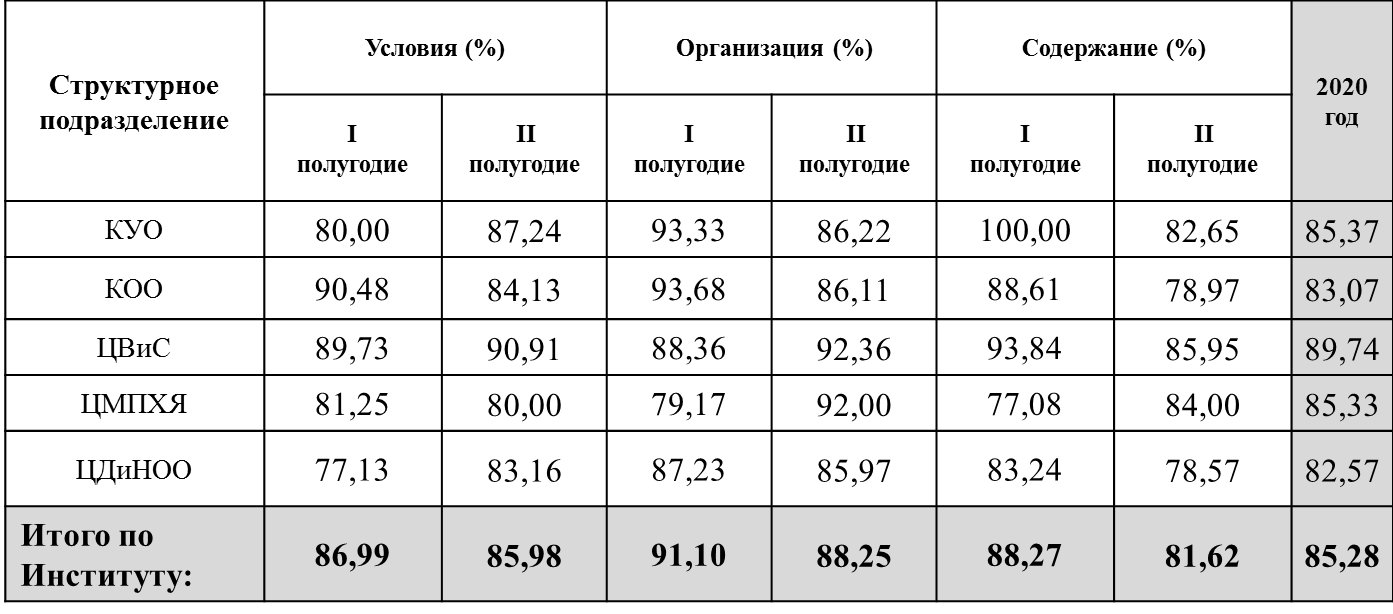 Структурное
подразделение
Условия (%)
Организация (%)
Содержание (%)
2020
год
I
полугодие
II
полугодие
I
полугодие
II
полугодие
I
полугодие
II
полугодие
КУО 80,00 87,24 93,33 86,22 100,00 82,65 85,37
КОО 90,48 84,13 93,68 86,11 88,61 78,97 83,07
ЦВиС 89,73 90,91 88,36 92,36 93,84 85,95 89,74
ЦМПХЯ 81,25 80,00 79,17 92,00 77,08 84,00 85,33
ЦДиНОО 77,13 83,16 87,23 85,97 83,24 78,57 82,57
Итого по
Институту: 86,99 85,98 91,10 88,25 88,27 81,62 85,28